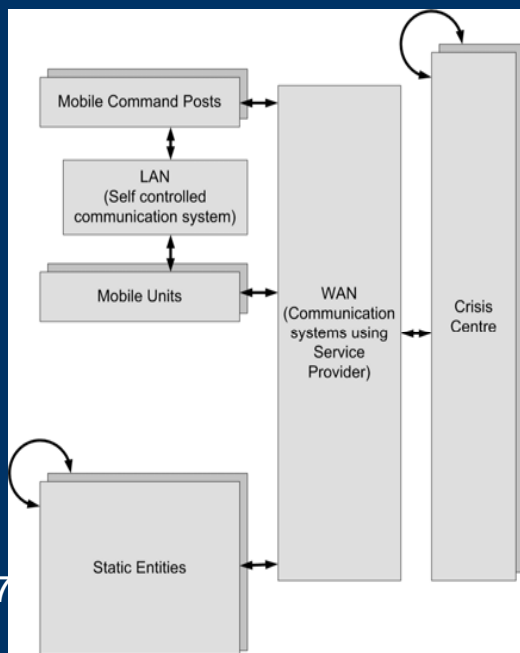 Mobile Command Posts
LAN
(Self controlled
communication system)
Mobile Units
WAN
(Communication
systems using
Service
Provider)
Crisis
Centre
Static Entities
7